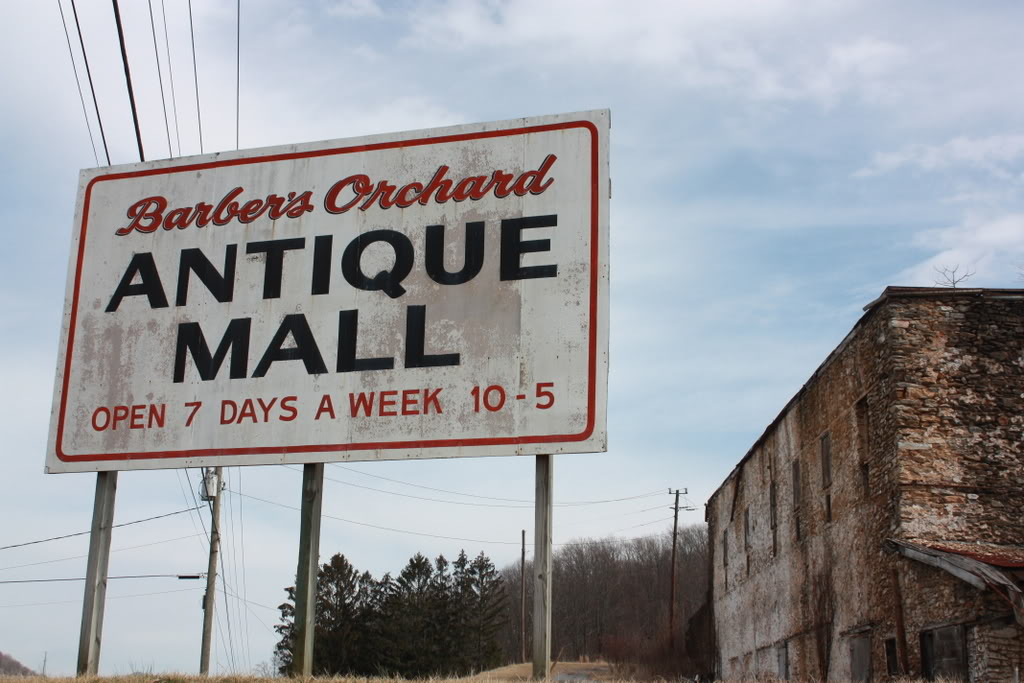 Barber's Orchard
ANTIQUE
MALL
OPEN 7 DAYS A WEEK 10-5